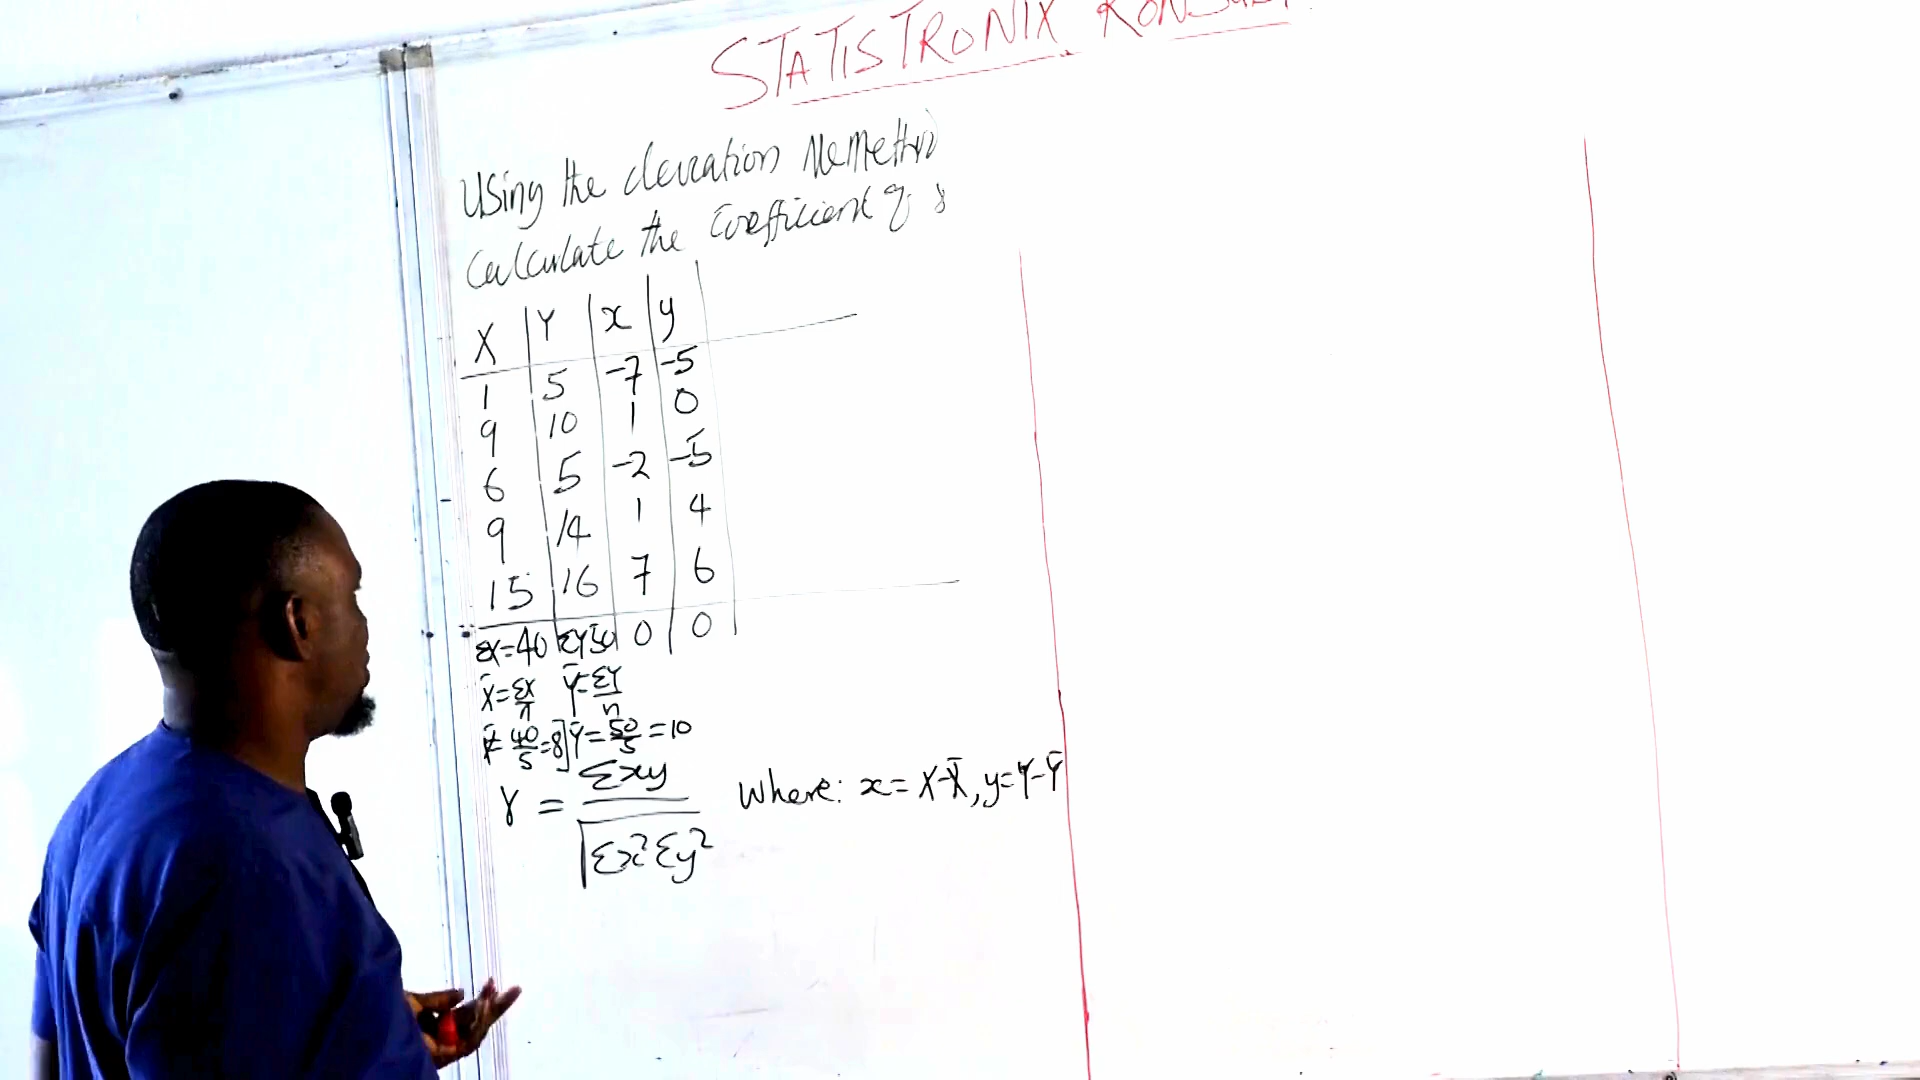 STATISTRONIX KONSULT
Using the deviation Method
Calculate the Coefficient of r
X | Y | x | y
1 | 5 | -7 | -5
9 | 10 | 1 | 0
6 | 5 | -2 | -5
9 | 14 | 1 | 4
15 | 16 | 7 | 6
ΣX=40 | ΣY50 | 0 | 0
X̄=ΣX/n Ȳ=ΣY/n
X̄=40/5=8] Ȳ=50/5=10
r = Σxy/√Σx²Σy² Where: x=X-X̄, y=Y-Ȳ